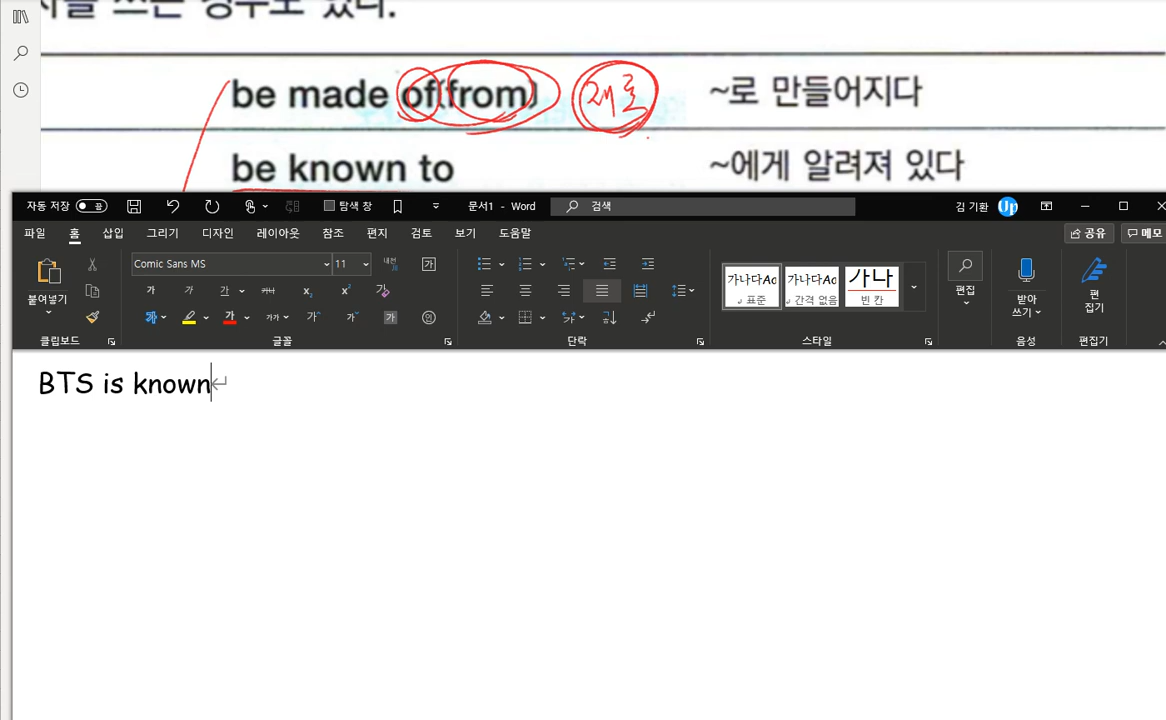 를 쓰는 경우도 있다.
be made of(from) 재료 ~로 만들어지다
be known to ~에게 알려져 있다
자동 저장 끔 탐색 창 문서1 - Word 검색 김 기환 Up
파일 홈 삽입 그리기 디자인 레이아웃 참조 편지 검토 보기 도움말 공유 메모
붙여넣기 Comic Sans MS 11 가나다Aa 가나다Aa 가나 편집 받아쓰기 편집기
표준 간격 없음 빈 칸
클립보드 글꼴 단락 스타일 음성 편집기
BTS is known